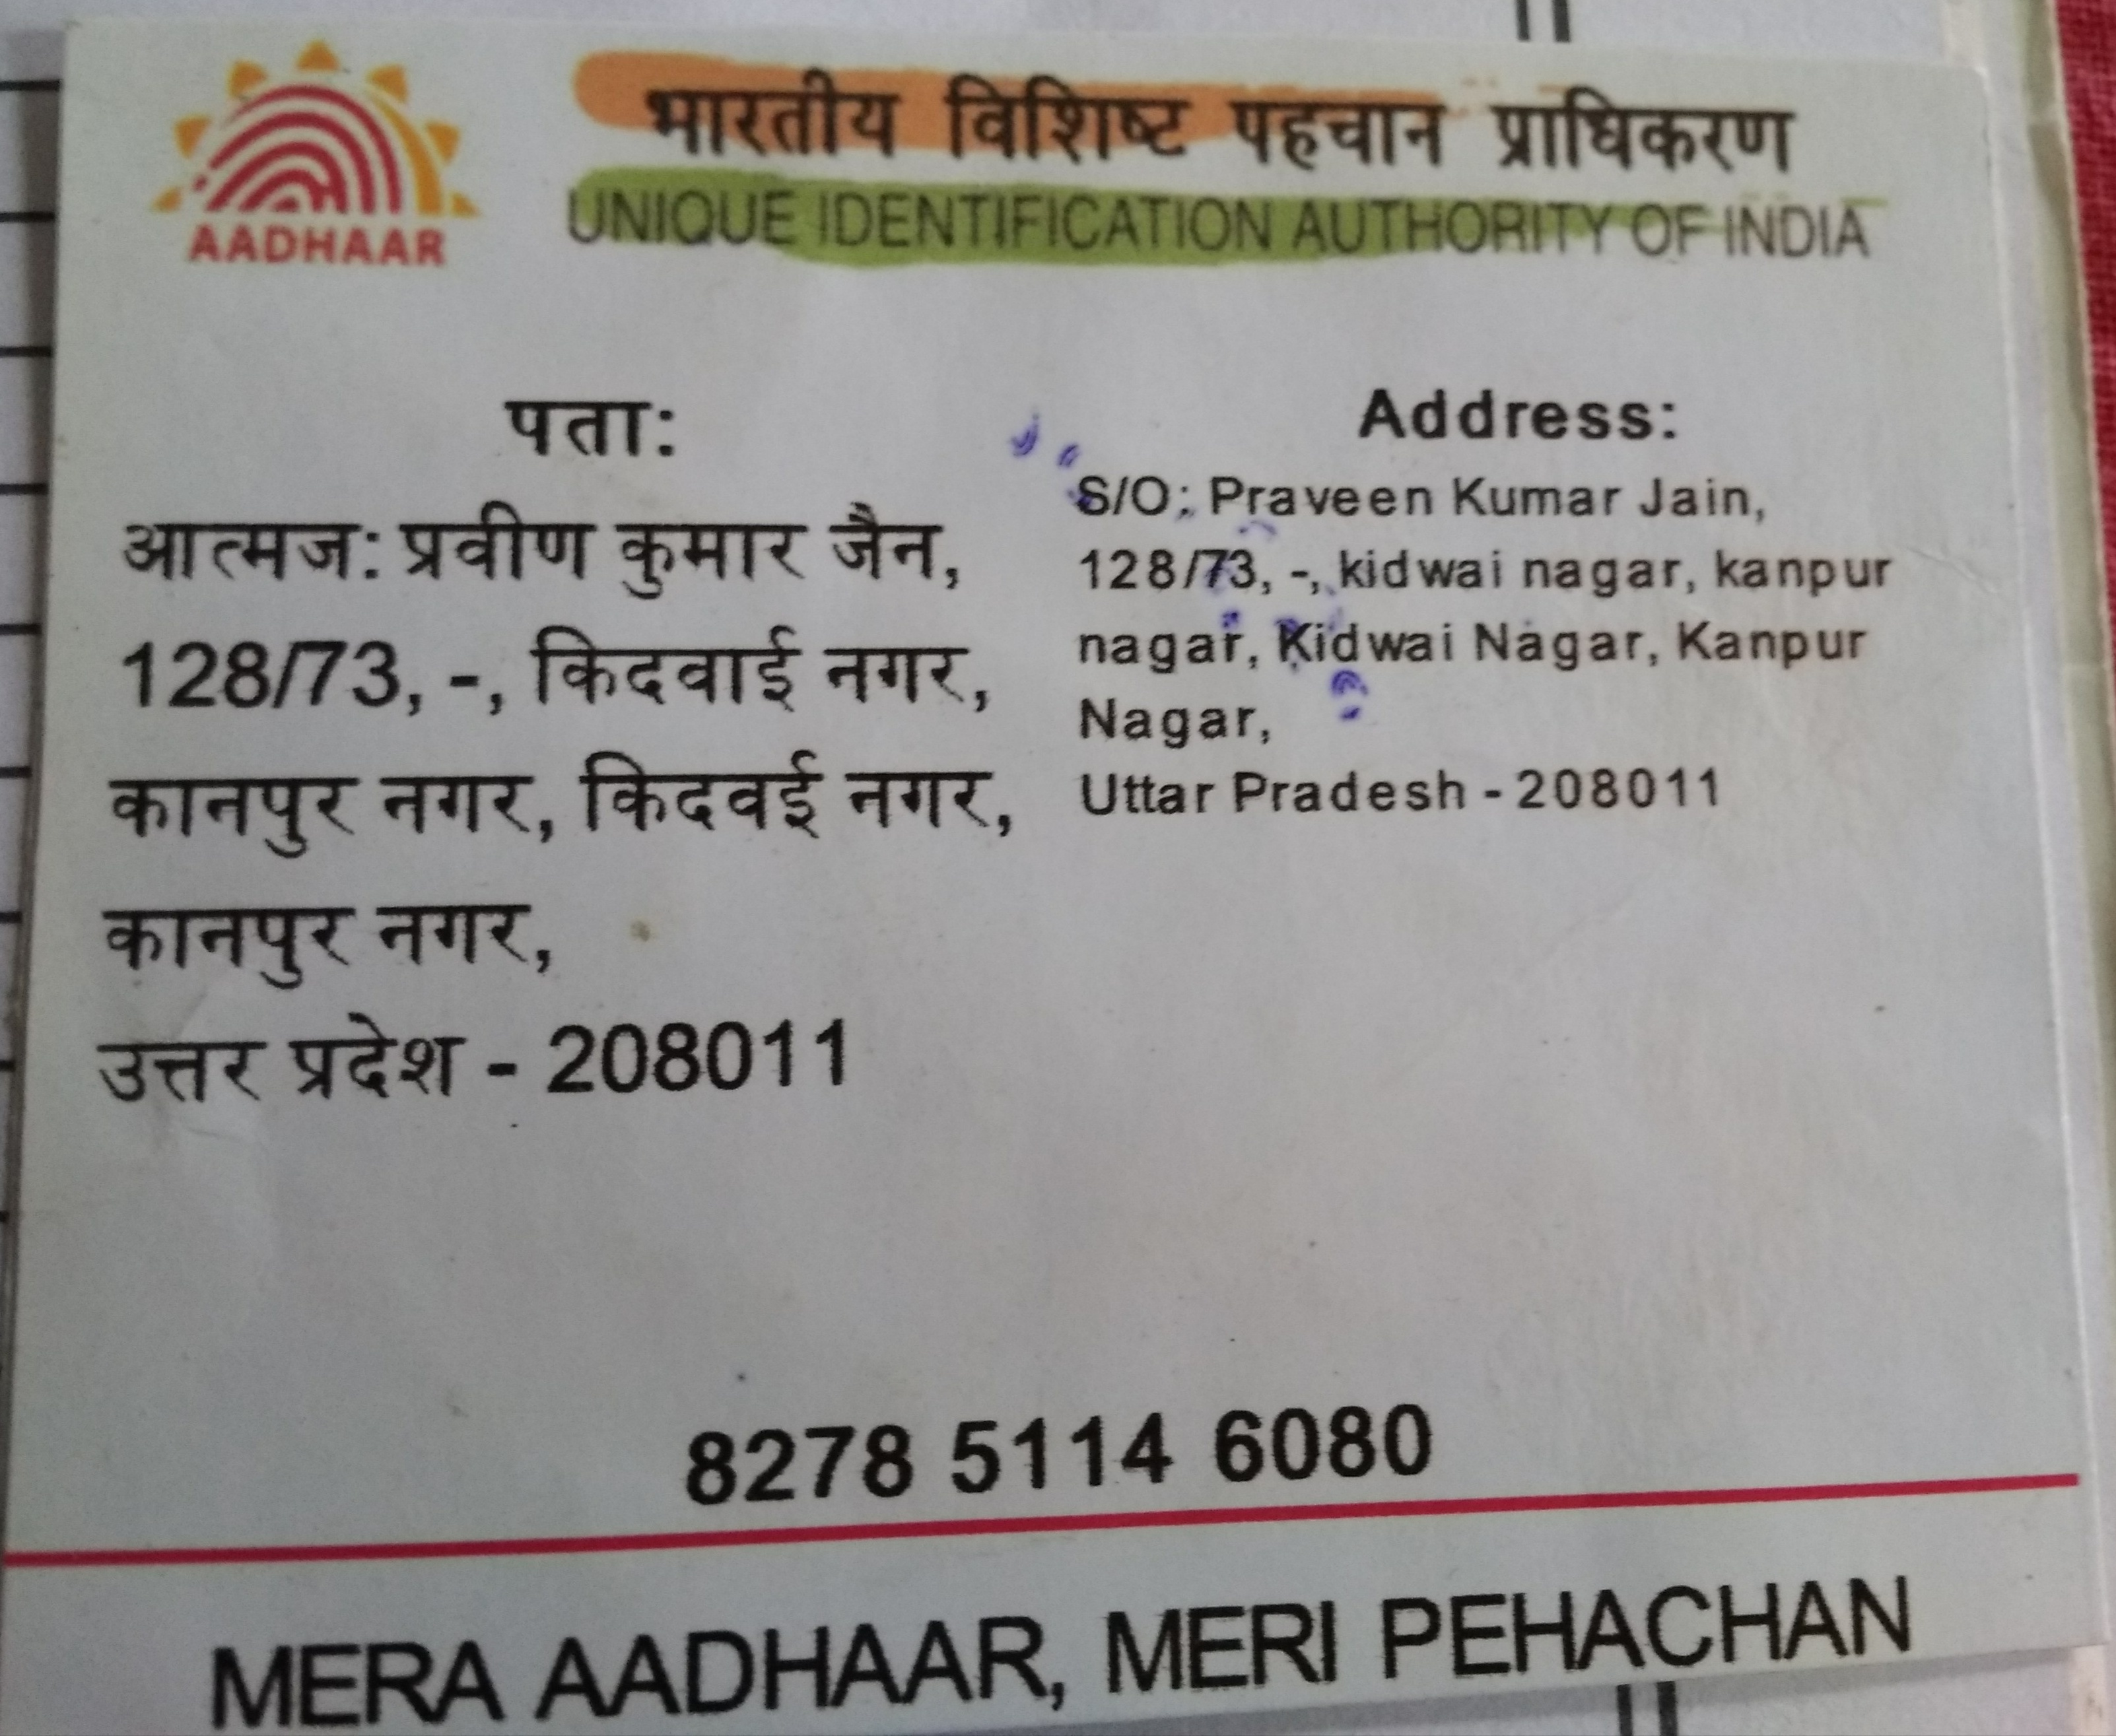 AADHAAR
भारतीय विशिष्ट पहचान प्राधिकरण
UNIQUE IDENTIFICATION AUTHORITY OF INDIA
पता:
आत्मज: प्रवीण कुमार जैन,
128/73, -, किदवाई नगर,
कानपुर नगर, किदवई नगर,
कानपुर नगर,
उत्तर प्रदेश - 208011
Address:
S/O: Praveen Kumar Jain,
128/73, -, kidwai nagar, kanpur
nagar, Kidwai Nagar, Kanpur
Nagar,
Uttar Pradesh - 208011
8278 5114 6080
MERA AADHAAR, MERI PEHACHAN